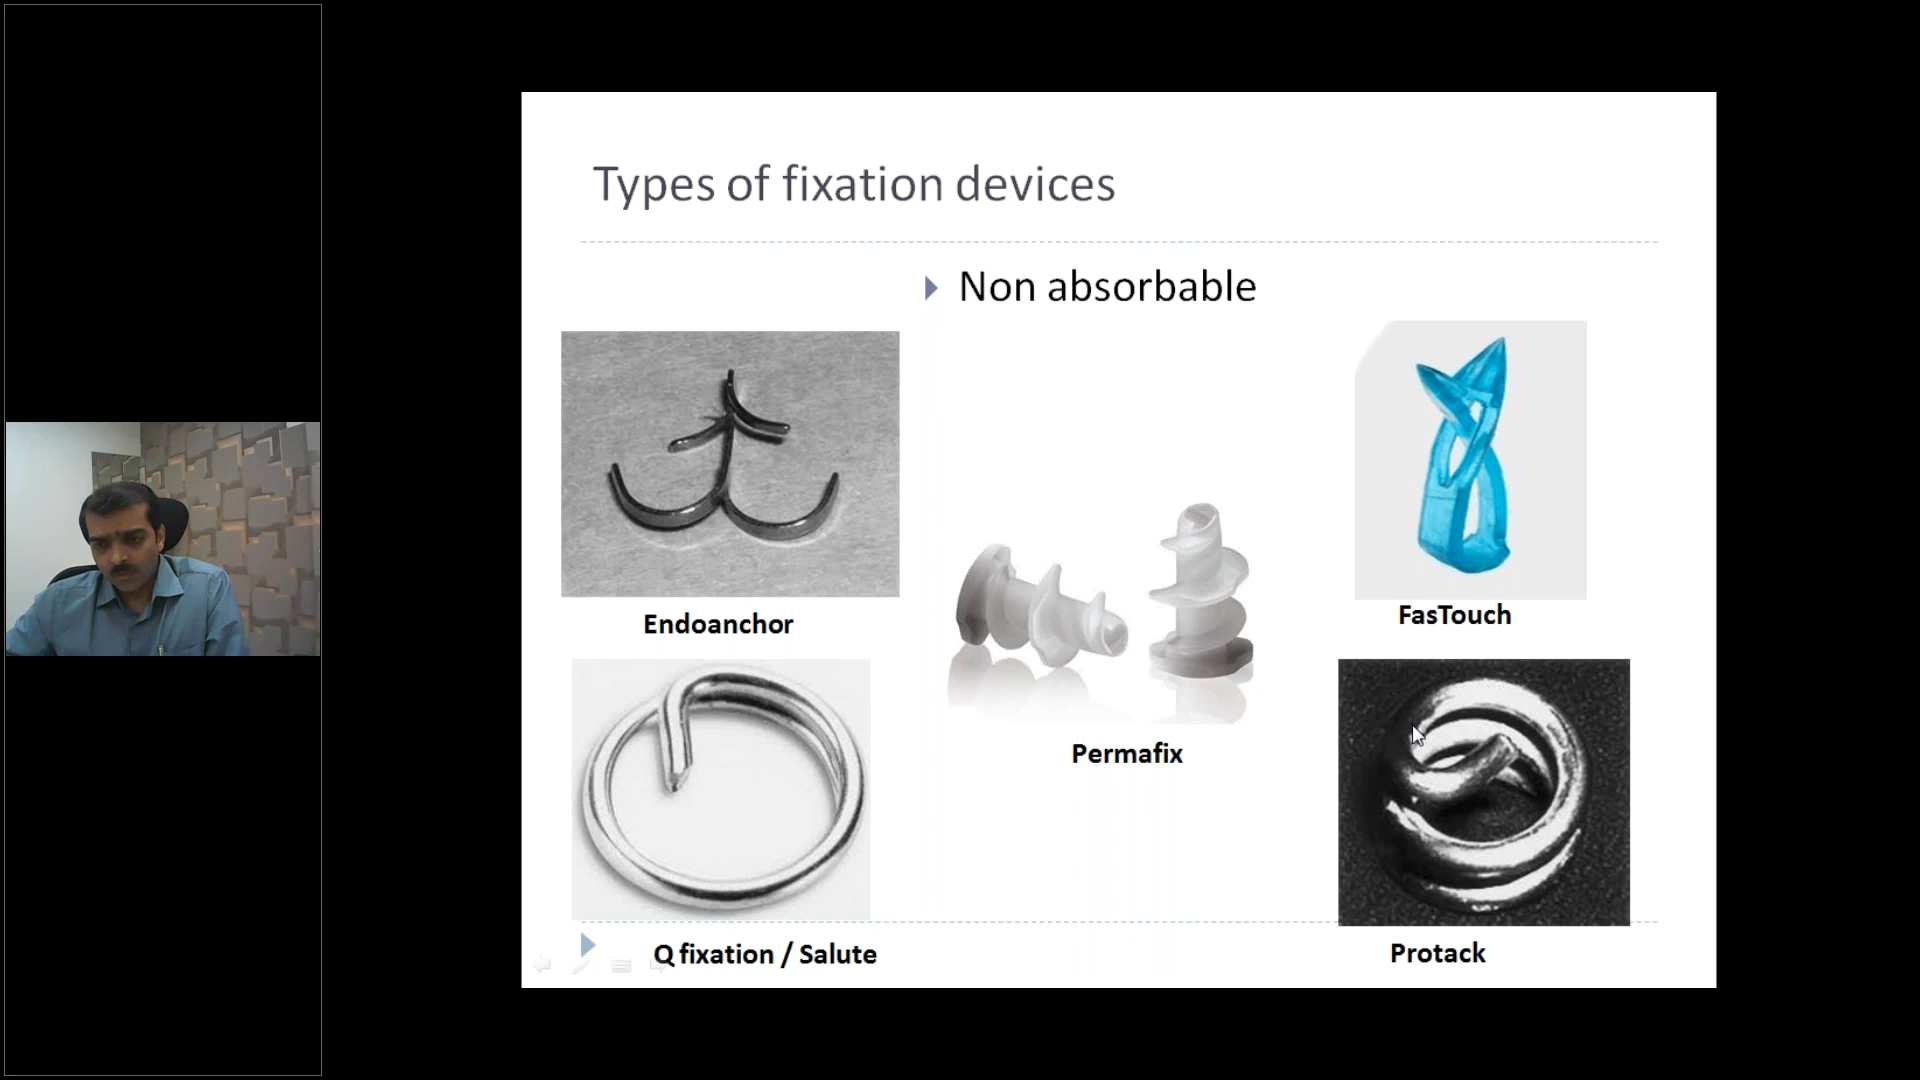 Types of fixation devices
Non absorbable
Endoanchor
FasTouch
Permafix
Q fixation / Salute
Protack